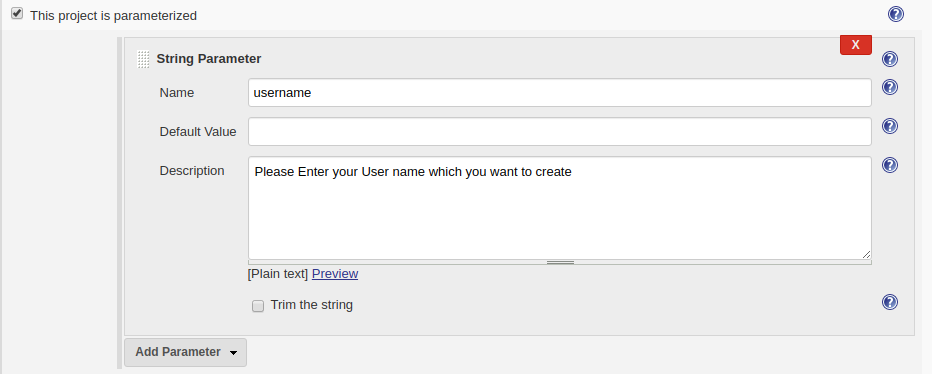 This project is parameterized
X
String Parameter
Name
username
Default Value
Description
Please Enter your User name which you want to create
[Plain text] Preview
Trim the string
Add Parameter